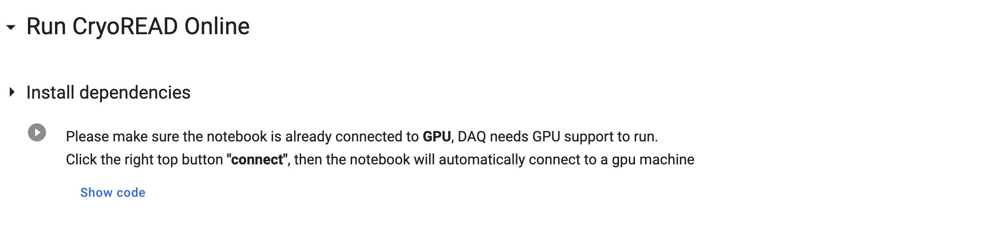 Run CryoREAD Online
Install dependencies
Please make sure the notebook is already connected to GPU, DAQ needs GPU support to run.
Click the right top button "connect", then the notebook will automatically connect to a gpu machine
Show code